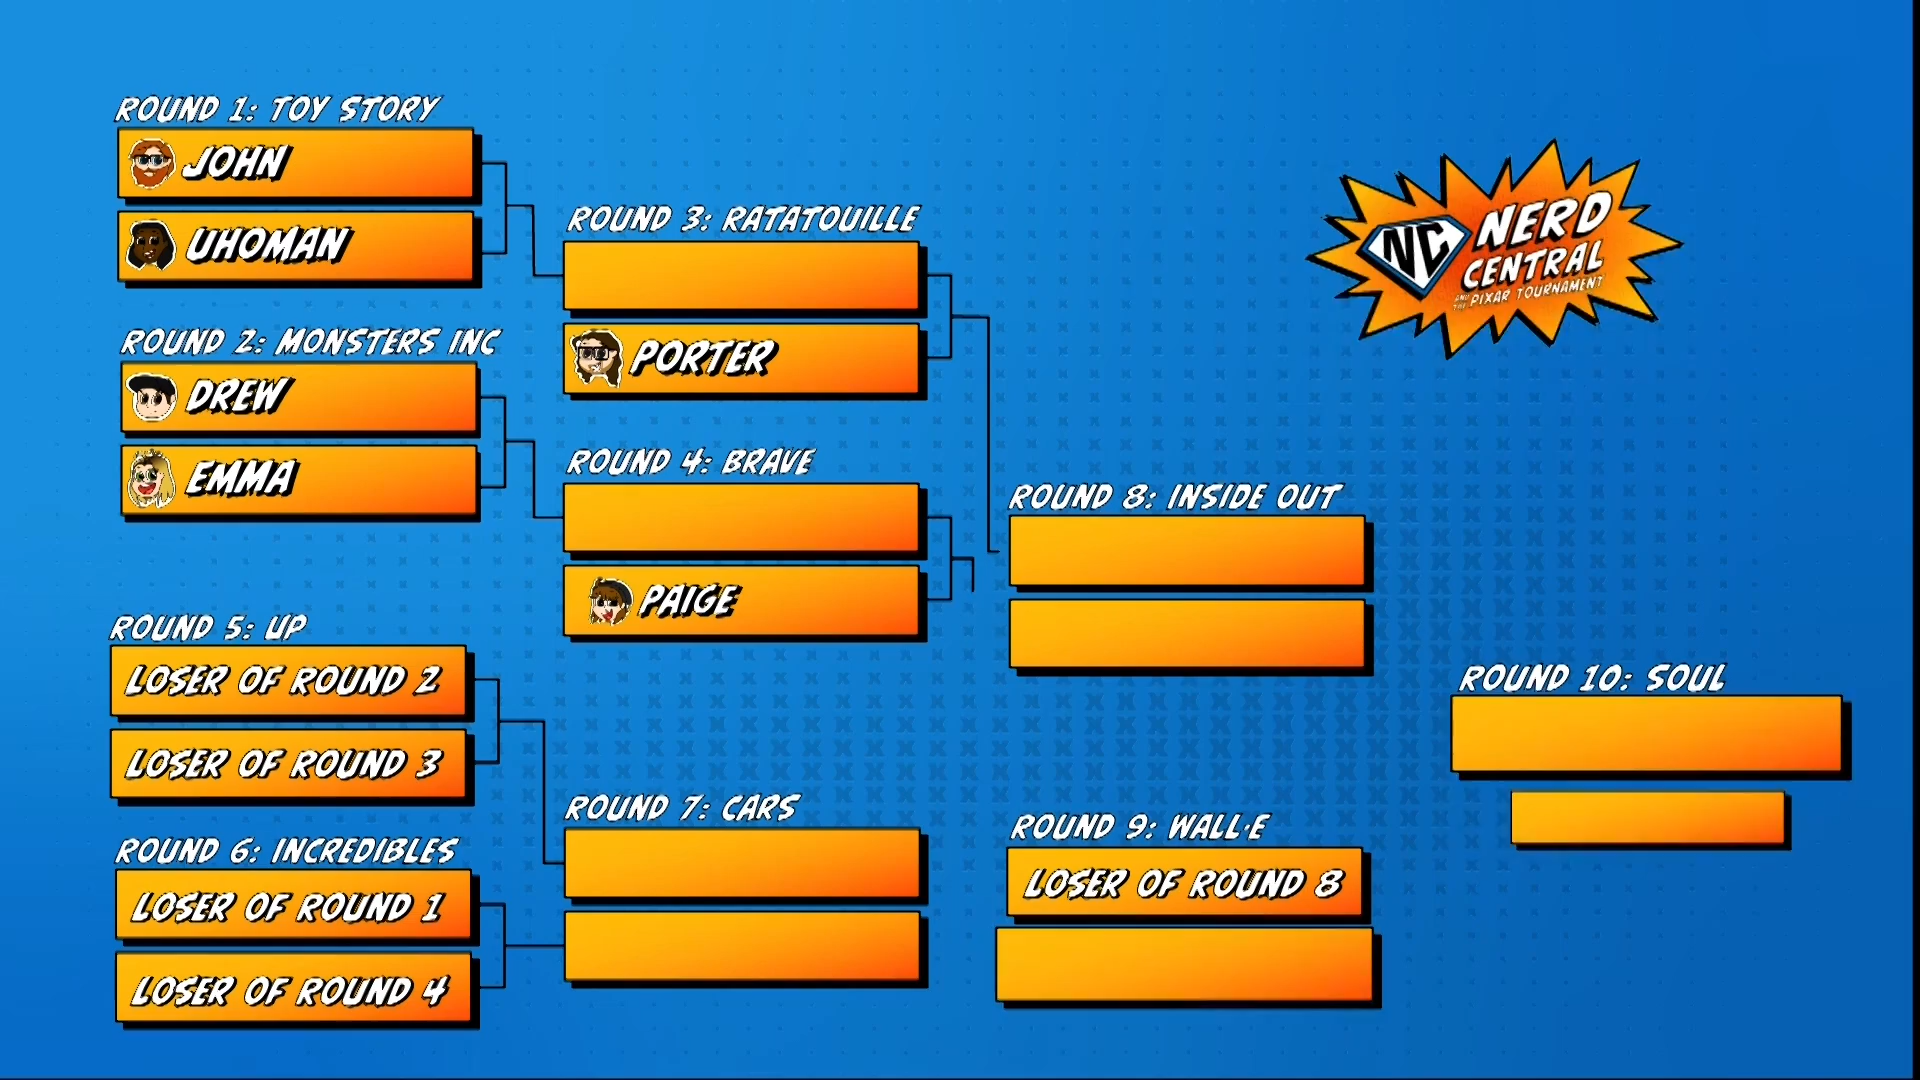 ROUND 1: TOY STORY
JOHN
UHOMAN
ROUND 2: MONSTERS INC
DREW
EMMA
ROUND 3: RATATOUILLE
PORTER
ROUND 4: BRAVE
PAIGE
ROUND 5: UP
LOSER OF ROUND 2
LOSER OF ROUND 3
ROUND 6: INCREDIBLES
LOSER OF ROUND 1
LOSER OF ROUND 4
ROUND 7: CARS
ROUND 8: INSIDE OUT
ROUND 9: WALL·E
LOSER OF ROUND 8
ROUND 10: SOUL
NC NERD
CENTRAL
AND THE PIXAR TOURNAMENT